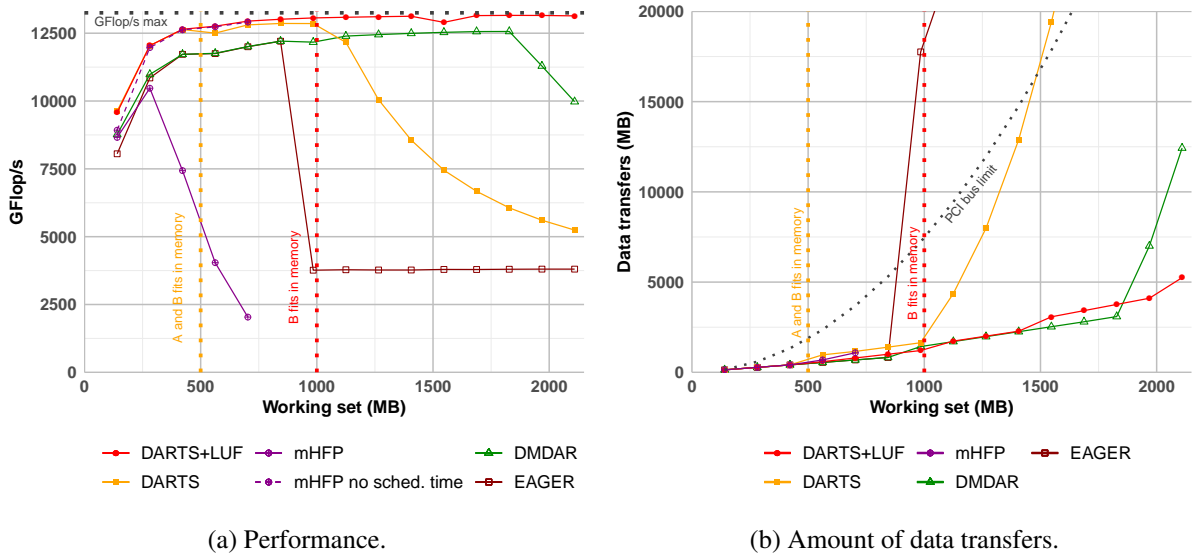 GFlop/s max
12500
10000
7500
5000
2500
0
GFlop/s
A and B fits in memory
B fits in memory
0 500 1000 1500 2000
Working set (MB)
DARTS+LUF mHFP DMDAR
DARTS mHFP no sched. time EAGER
(a) Performance.
20000
15000
10000
5000
0
Data transfers (MB)
A and B fits in memory
B fits in memory
PCI bus limit
0 500 1000 1500 2000
Working set (MB)
DARTS+LUF mHFP EAGER
DARTS DMDAR
(b) Amount of data transfers.